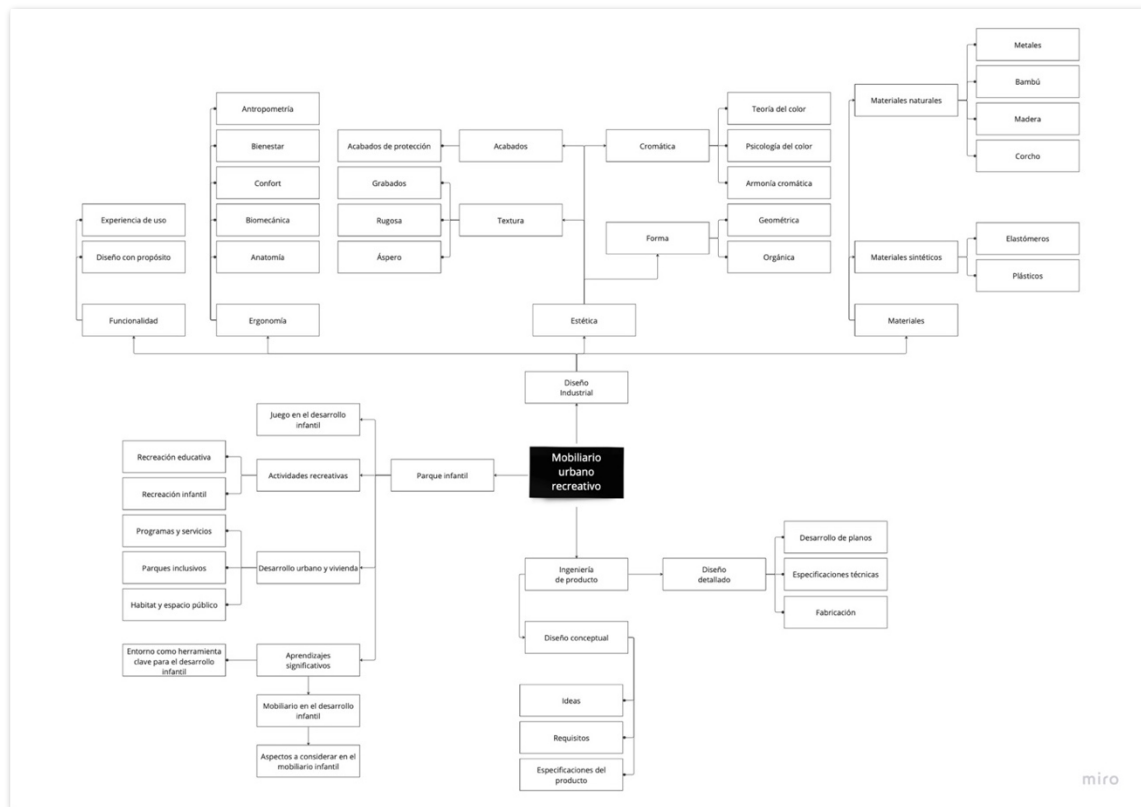 Metales
Materiales naturales
Bambú
Madera
Corcho
Antropometría
Bienestar
Confort
Biomecánica
Anatomía
Ergonomía
Experiencia de uso
Diseño con propósito
Funcionalidad
Acabados de protección
Acabados
Grabados
Rugosa
Áspero
Textura
Cromática
Teoría del color
Psicología del color
Armonía cromática
Forma
Geométrica
Orgánica
Estética
Materiales sintéticos
Elastómeros
Plásticos
Materiales
Diseño
Industrial
Mobiliario
urbano
recreativo
Parque infantil
Juego en el desarrollo
infantil
Actividades recreativas
Recreación educativa
Recreación infantil
Desarrollo urbano y vivienda
Programas y servicios
Parques inclusivos
Habitat y espacio público
Aprendizajes
significativos
Entorno como herramienta
clave para el desarrollo
infantil
Mobiliario en el desarrollo
infantil
Aspectos a considerar en el
mobiliario infantil
Ingeniería
de producto
Diseño
detallado
Desarrollo de planos
Especificaciones técnicas
Fabricación
Diseño conceptual
Ideas
Requisitos
Especificaciones del
producto
miro